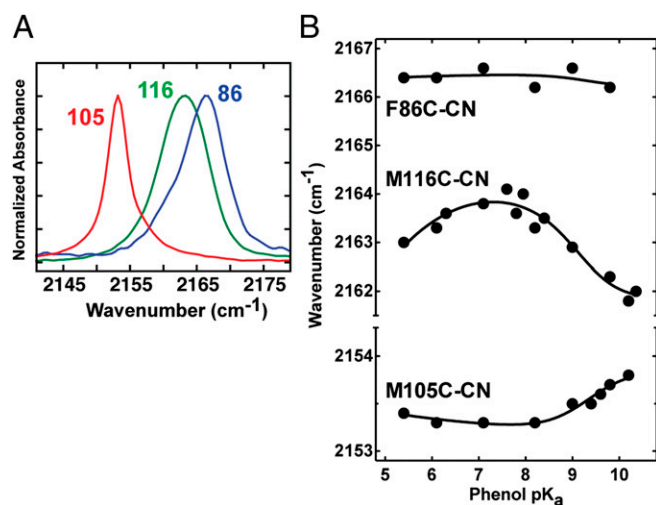 A
Normalized Absorbance
105
116
86
2145
2155
2165
2175
Wavenumber (cm-1)
B
Wavenumber (cm-1)
2167
2166
2164
2163
2162
2154
2153
F86C-CN
M116C-CN
M105C-CN
5
6
7
8
9
10
Phenol pKa